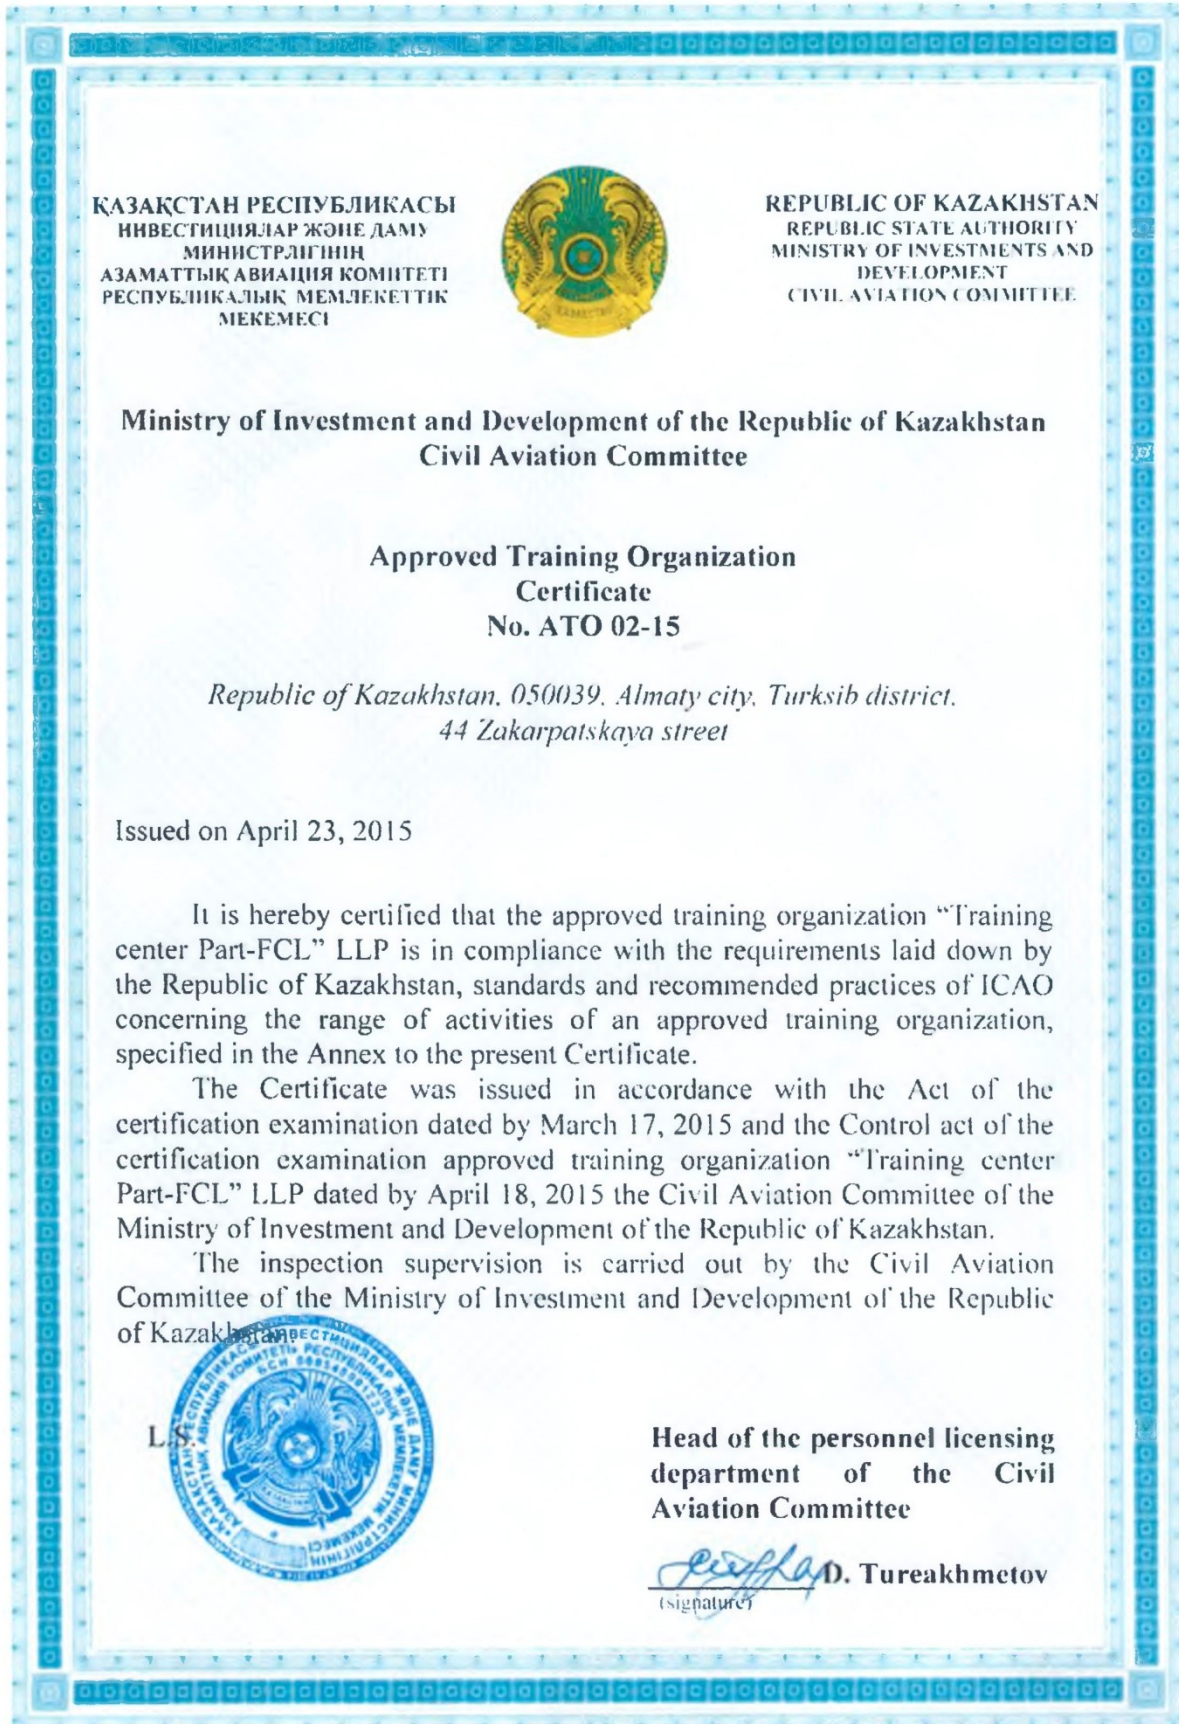 ҚАЗАҚСТАН РЕСПУБЛИКАСЫ
ИНВЕСТИЦИЯЛАР ЖӘНЕ ДАМУ
МИНИСТРЛІГІНІҢ
АЗАМАТТЫҚ АВИАЦИЯ КОМИТЕТІ
РЕСПУБЛИКАЛЫҚ МЕМЛЕКЕТТІК
МЕКЕМЕСІ
REPUBLIC OF KAZAKHSTAN
REPUBLIC STATE AUTHORITY
MINISTRY OF INVESTMENTS AND
DEVELOPMENT
CIVIL AVIATION COMMITTEE
Ministry of Investment and Development of the Republic of Kazakhstan
Civil Aviation Committee
Approved Training Organization
Certificate
No. ATO 02-15
Republic of Kazakhstan, 050039, Almaty city, Turksib district,
44 Zakarpatskaya street
Issued on April 23, 2015
It is hereby certified that the approved training organization “Training
center Part-FCL” LLP is in compliance with the requirements laid down by
the Republic of Kazakhstan, standards and recommended practices of ICAO
concerning the range of activities of an approved training organization,
specified in the Annex to the present Certificate.
The Certificate was issued in accordance with the Act of the
certification examination dated by March 17, 2015 and the Control act of the
certification examination approved training organization “Training center
Part-FCL” LLP dated by April 18, 2015 the Civil Aviation Committee of the
Ministry of Investment and Development of the Republic of Kazakhstan.
The inspection supervision is carried out by the Civil Aviation
Committee of the Ministry of Investment and Development of the Republic
of Kazakhstan.
L.S.
Head of the personnel licensing
department of the Civil
Aviation Committee
D. Tureakhmetov
(signature)